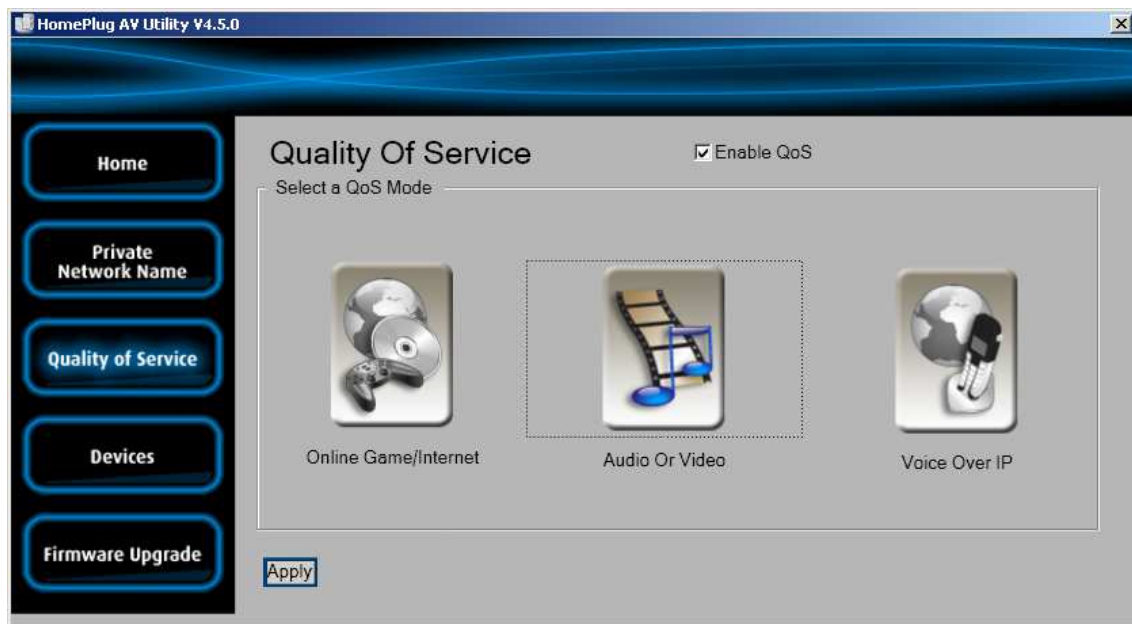 HomePlug AV Utility V4.5.0
Home
Private
Network Name
Quality of Service
Devices
Firmware Upgrade
Quality Of Service
Enable QoS
Select a QoS Mode
Online Game/Internet
Audio Or Video
Voice Over IP
Apply